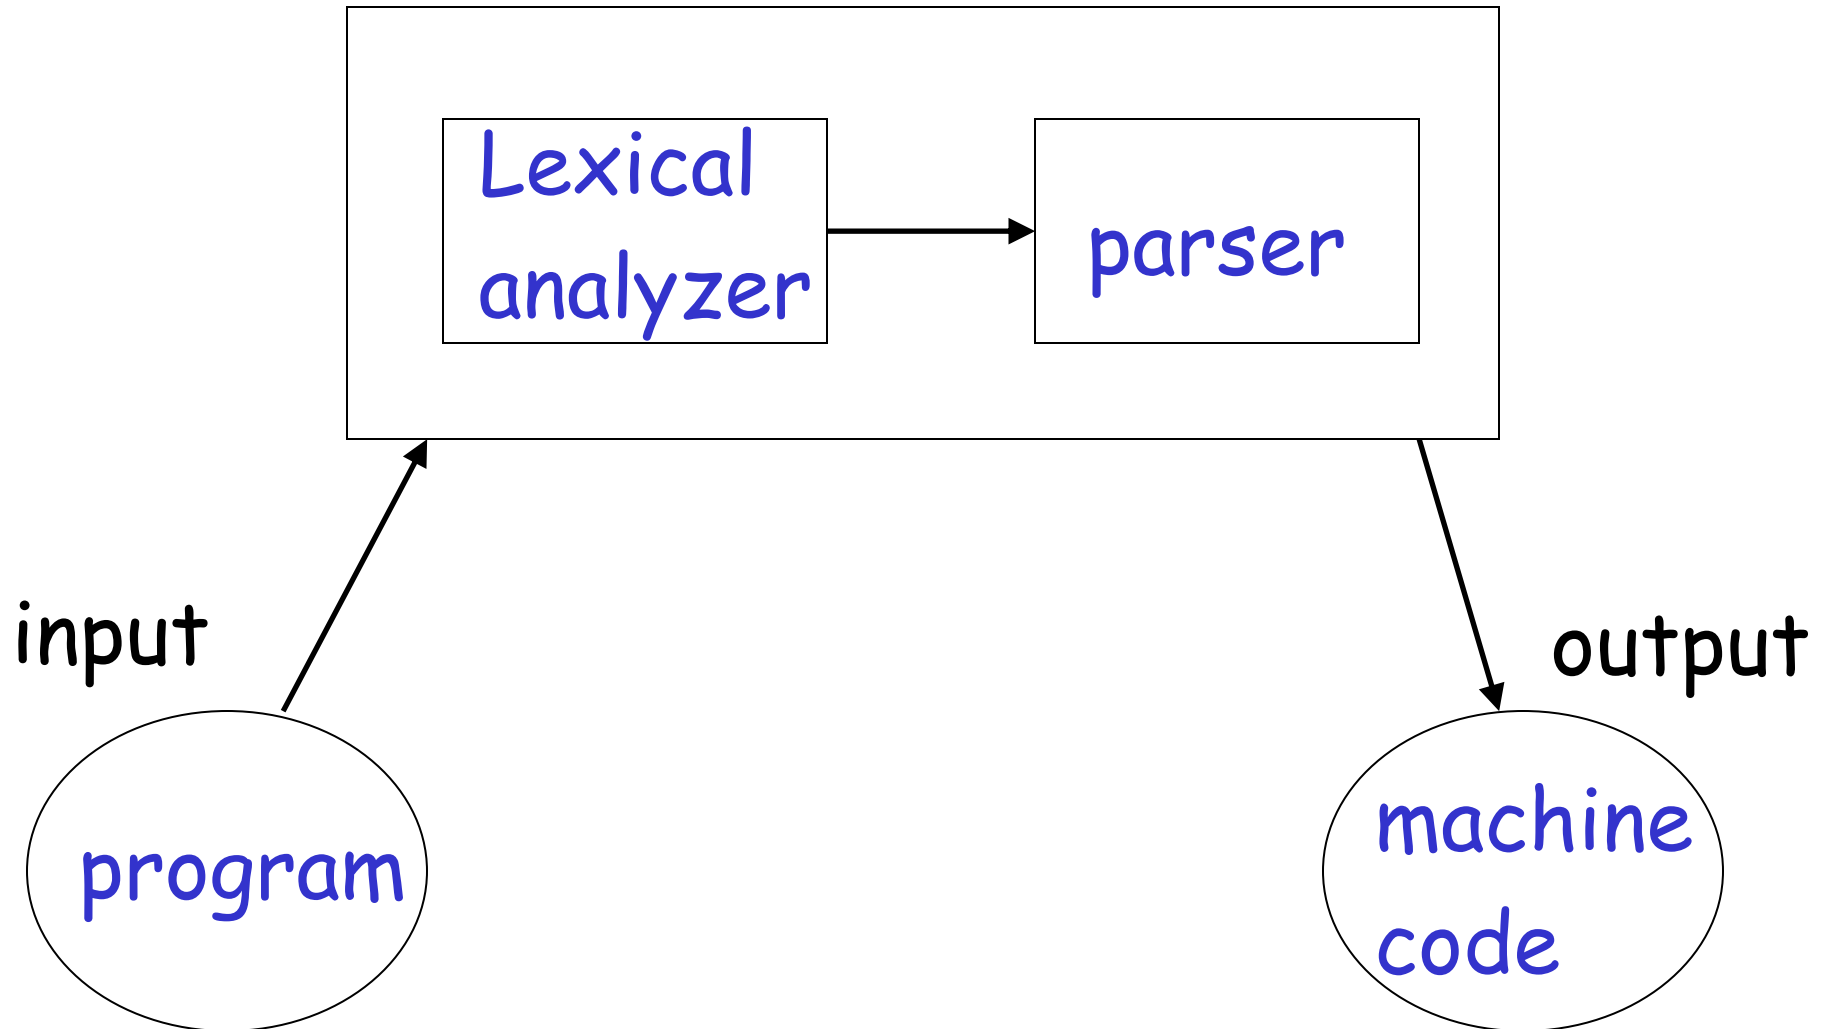 Lexical
analyzer
parser
input
output
program
machine
code